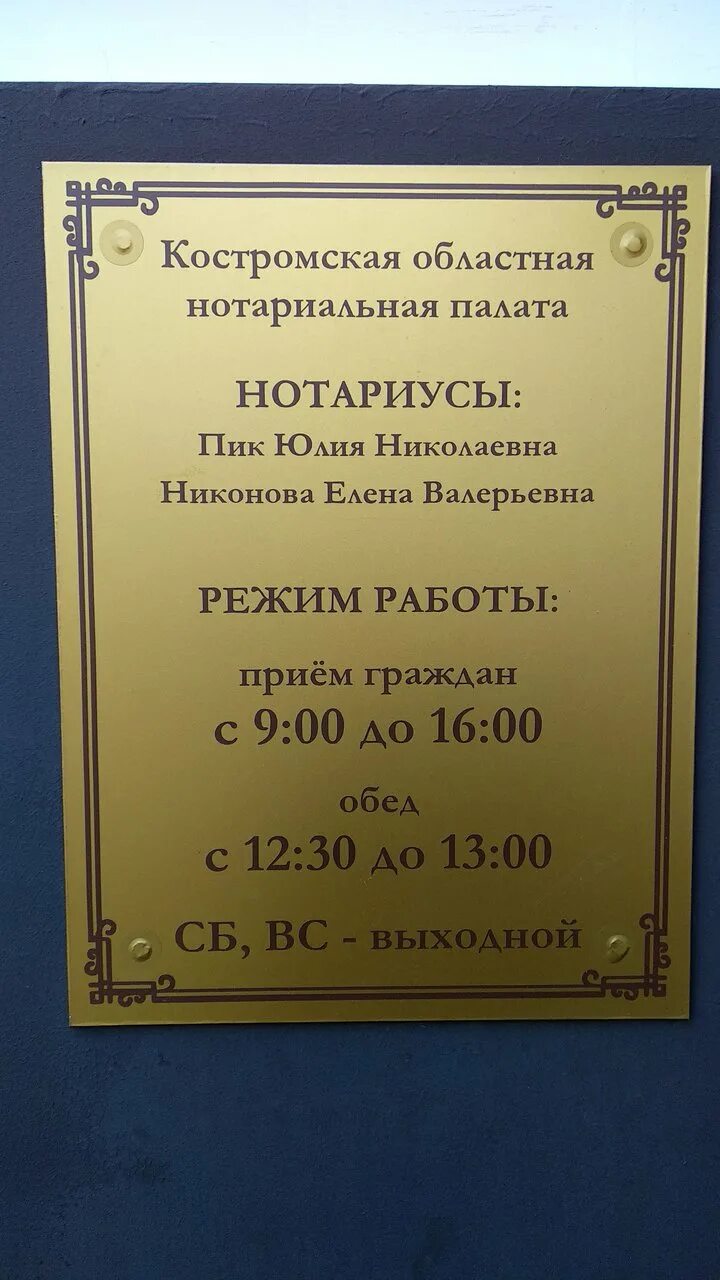 Костромская областная
нотариальная палата
НОТАРИУСЫ:
Пик Юлия Николаевна
Никонова Елена Валерьевна
РЕЖИМ РАБОТЫ:
приём граждан
с 9:00 до 16:00
обед
с 12:30 до 13:00
СБ, ВС - выходной